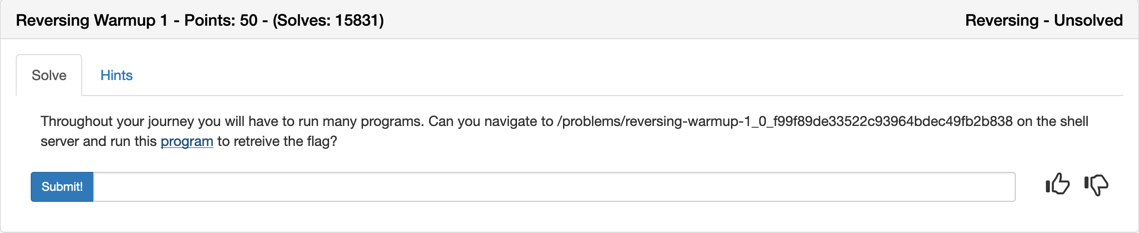 Reversing Warmup 1 - Points: 50 - (Solves: 15831) Reversing - Unsolved
Solve Hints
Throughout your journey you will have to run many programs. Can you navigate to /problems/reversing-warmup-1_0_f99f89de33522c93964bdec49fb2b838 on the shell
server and run this program to retreive the flag?
Submit!